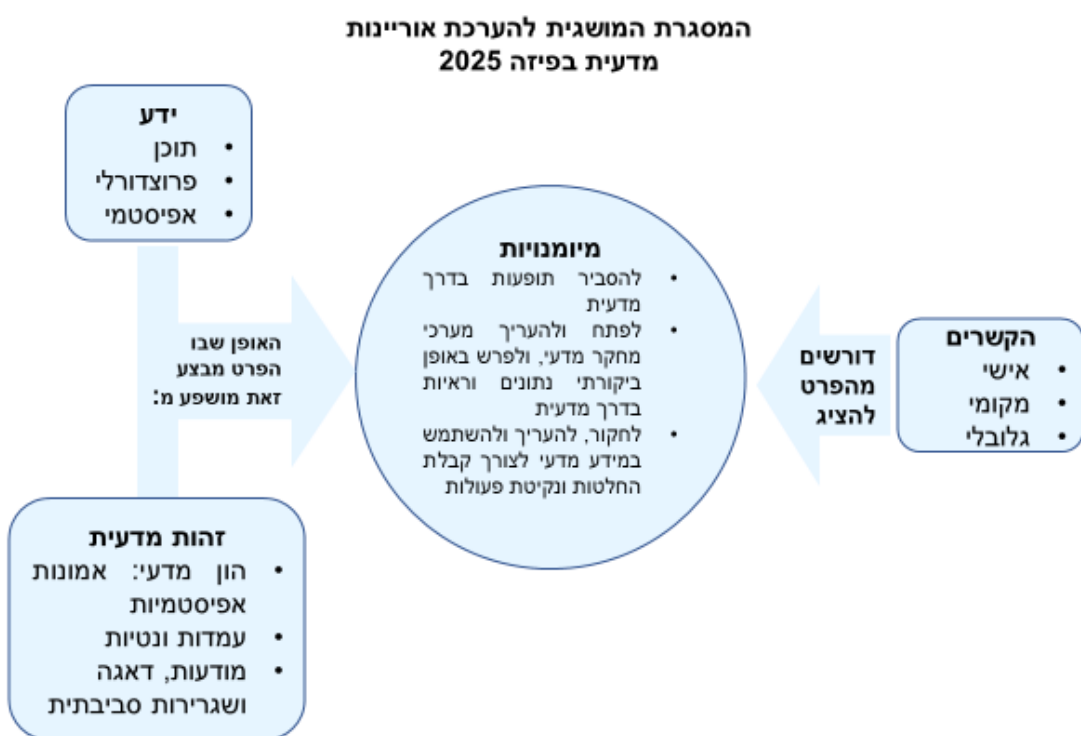 המסגרת המושגית להערכת אוריינות
מדעית בפיזה 2025
ידע
• תוכן
• פרוצדורלי
• אפיסטמי
מיומנויות
• להסביר תופעות בדרך
מדעית
• לפתח ולהעריך מערכי
מחקר מדעי, ולפרש באופן
ביקורתי נתונים וראיות
בדרך מדעית
• לחקור, להעריך ולהשתמש
במידע מדעי לצורך קבלת
החלטות ונקיטת פעולות
הקשרים
• אישי
• מקומי
• גלובלי
דורשים
מהפרט
להציג
האופן שבו
הפרט מבצע
זאת מושפע מ:
זהות מדעית
• הון מדעי: אמונות
אפיסטמיות
• עמדות ונטיות
• מודעות, דאגה
ושגרירות סביבתית